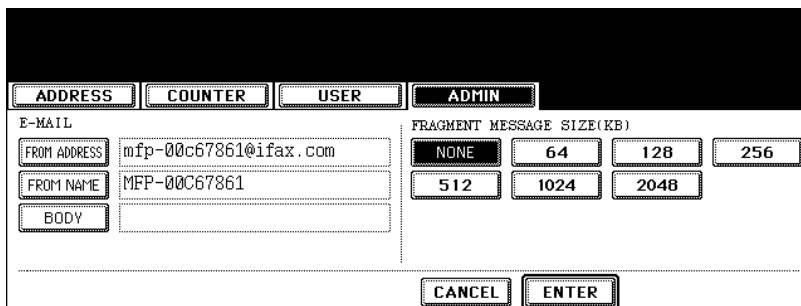 ADDRESS COUNTER USER ADMIN
E-MAIL
FROM ADDRESS mfp-00c67861@ifax.com
FROM NAME MFP-00C67861
BODY
FRAGMENT MESSAGE SIZE(KB)
NONE 64 128 256
512 1024 2048
CANCEL ENTER